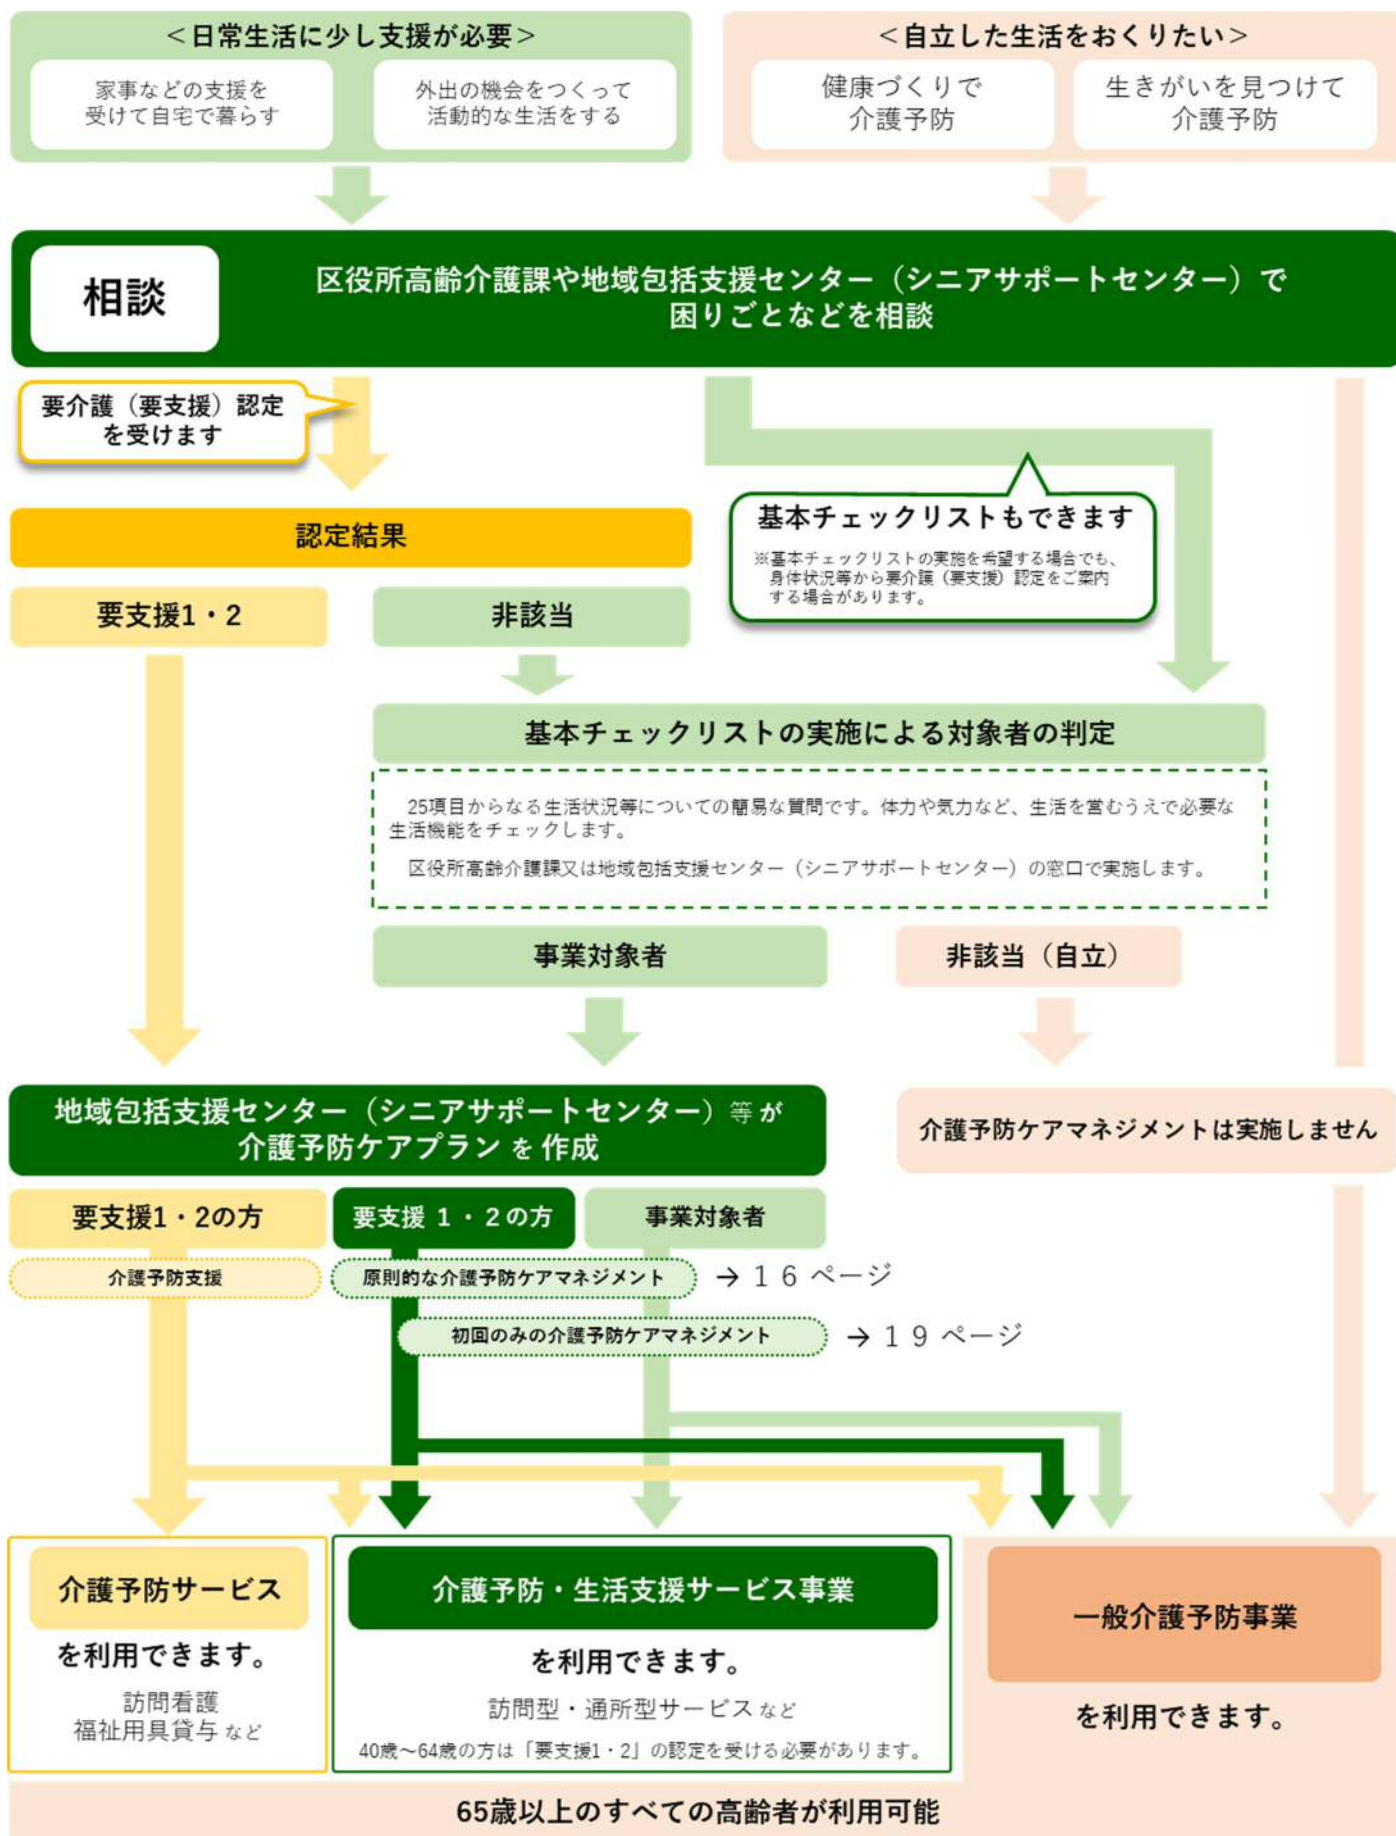 ＜日常生活に少し支援が必要＞
家事などの支援を
受けて自宅で暮らす
外出の機会をつくって
活動的な生活をする
＜自立した生活をおくりたい＞
健康づくりで
介護予防
生きがいを見つけて
介護予防
相談
区役所高齢介護課や地域包括支援センター（シニアサポートセンター）で
困りごとなどを相談
要介護（要支援）認定
を受けます
基本チェックリストもできます
※基本チェックリストの実施を希望する場合でも、
身体状況等から要介護（要支援）認定をご案内
する場合があります。
認定結果
要支援1・2
非該当
基本チェックリストの実施による対象者の判定
25項目からなる生活状況等についての簡易な質問です。体力や気力など、生活を営むうえで必要な
生活機能をチェックします。
区役所高齢介護課又は地域包括支援センター（シニアサポートセンター）の窓口で実施します。
事業対象者
非該当（自立）
地域包括支援センター（シニアサポートセンター）等が
介護予防ケアプランを作成
介護予防ケアマネジメントは実施しません
要支援1・2の方
要支援１・２の方
事業対象者
介護予防支援
原則的な介護予防ケアマネジメント
→１６ページ
初回のみの介護予防ケアマネジメント
→１９ページ
介護予防サービス
を利用できます。
訪問看護
福祉用具貸与など
介護予防・生活支援サービス事業
を利用できます。
訪問型・通所型サービスなど
40歳～64歳の方は「要支援1・2」の認定を受ける必要があります。
一般介護予防事業
を利用できます。
65歳以上のすべての高齢者が利用可能